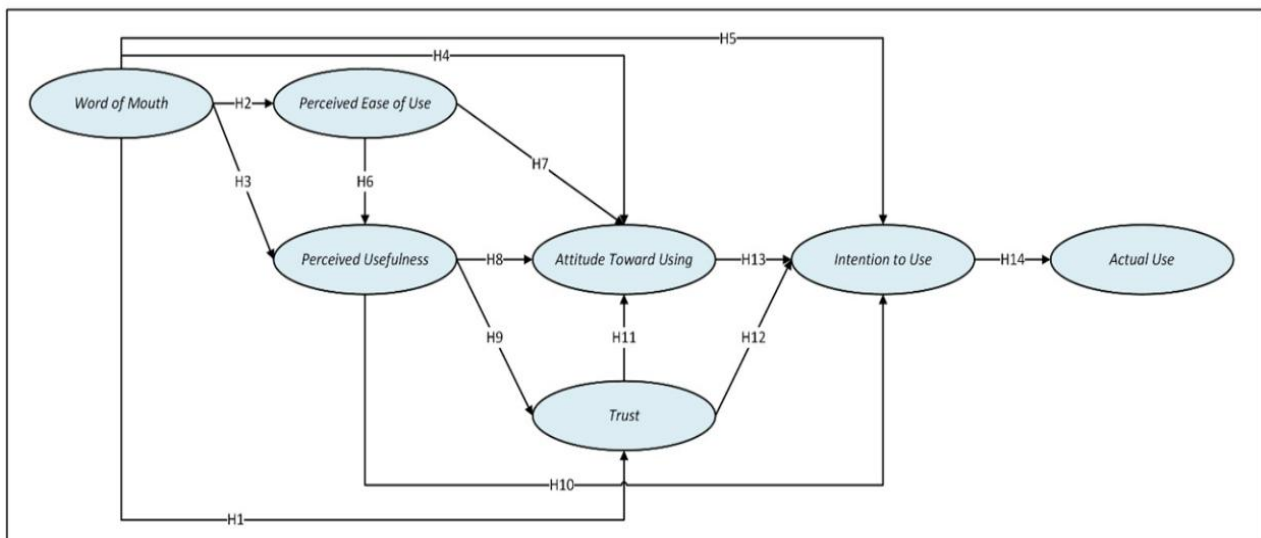 H5
H4
Word of Mouth
H2
Perceived Ease of Use
H7
H3
H6
Perceived Usefulness
H8
Attitude Toward Using
H13
Intention to Use
H14
Actual Use
H9
H11
H12
Trust
H10
H1